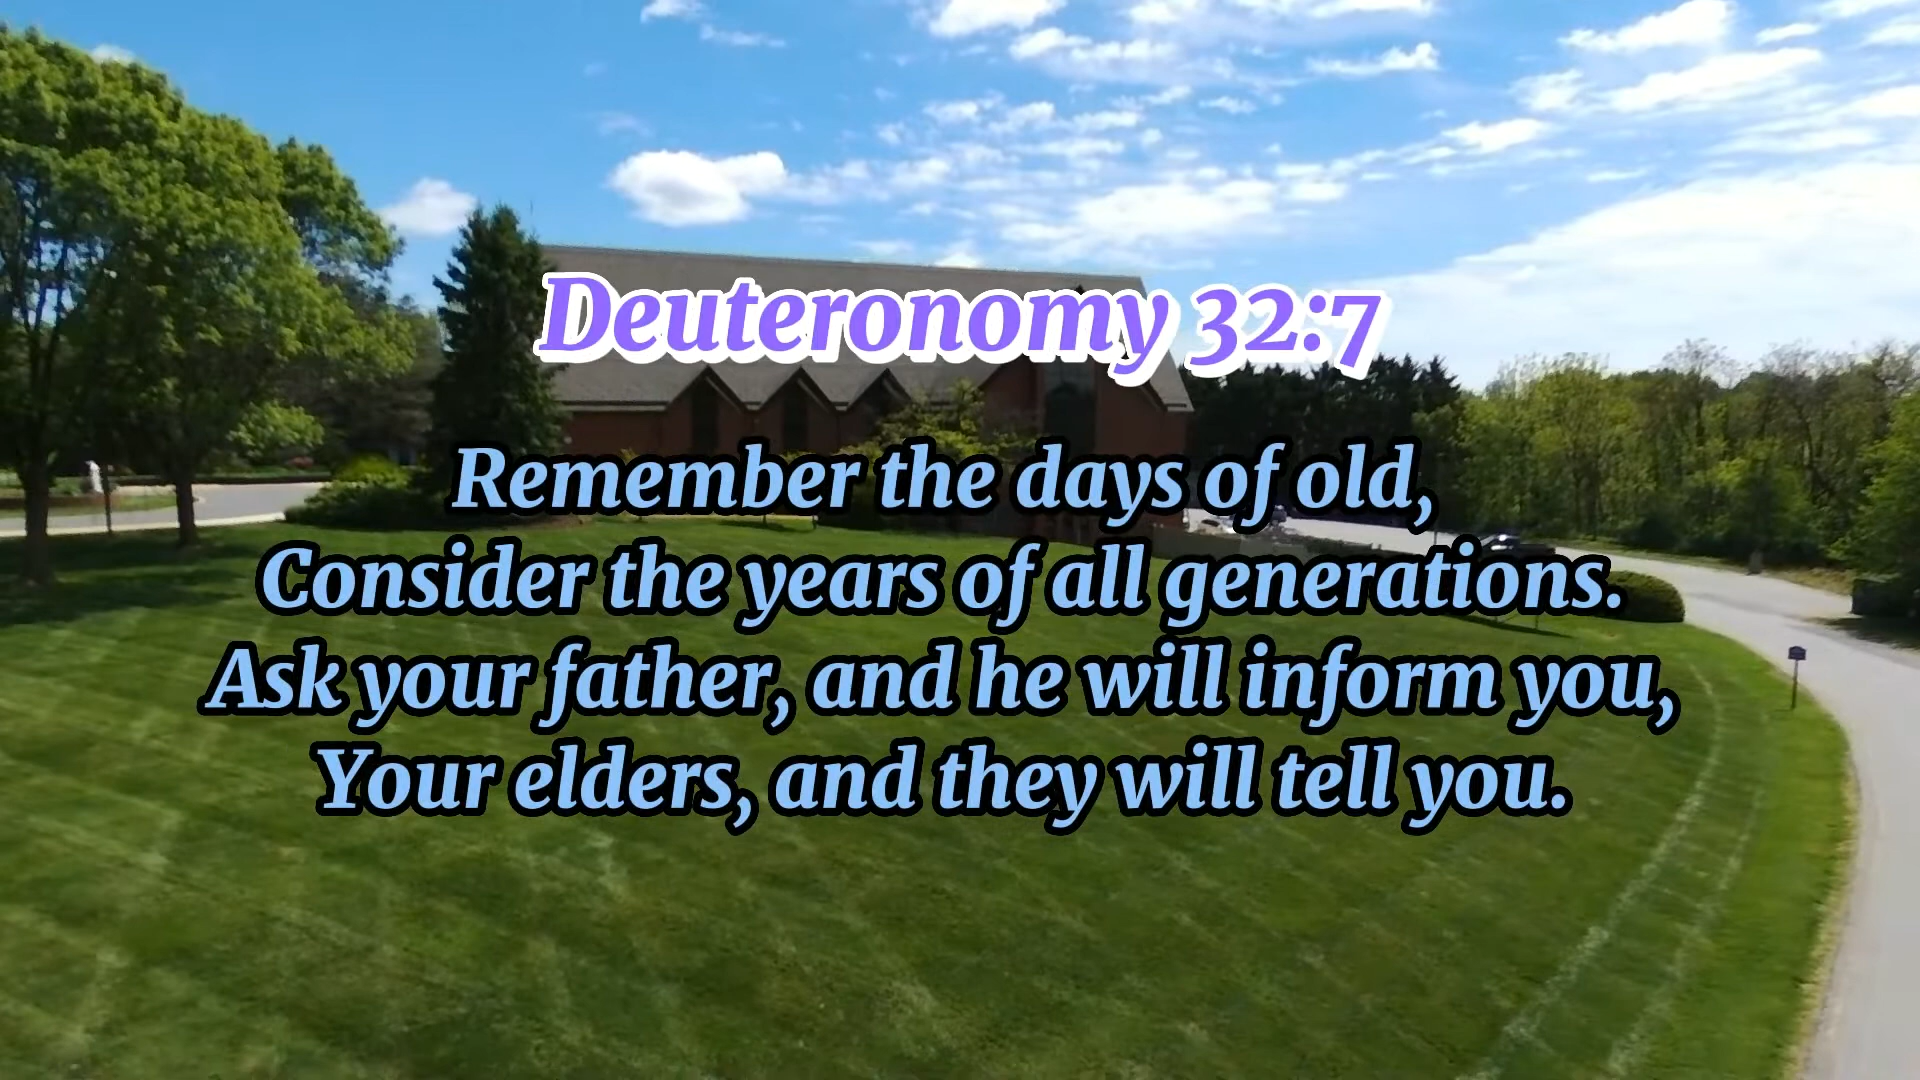 Deuteronomy 32:7
Remember the days of old,
Consider the years of all generations.
Ask your father, and he will inform you,
Your elders, and they will tell you.